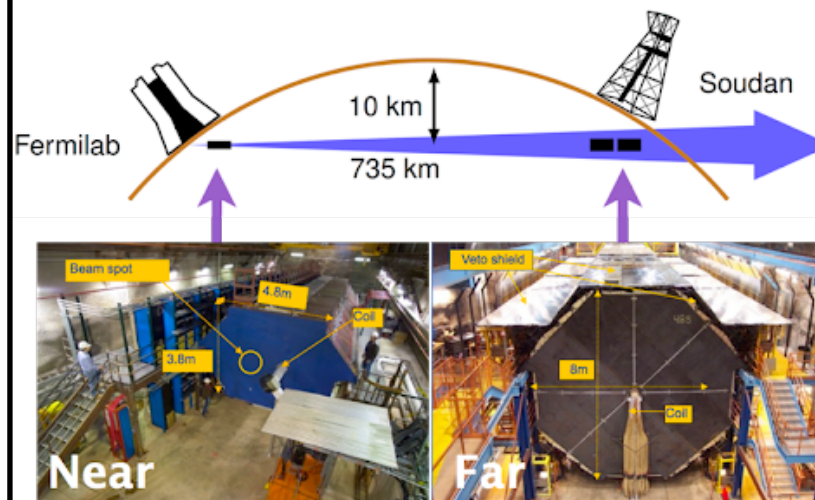 Soudan
10 km
Fermilab
735 km
Beam spot
4.8m
Coil
3.8m
Near
Veto shield
485
8m
Coil
Far